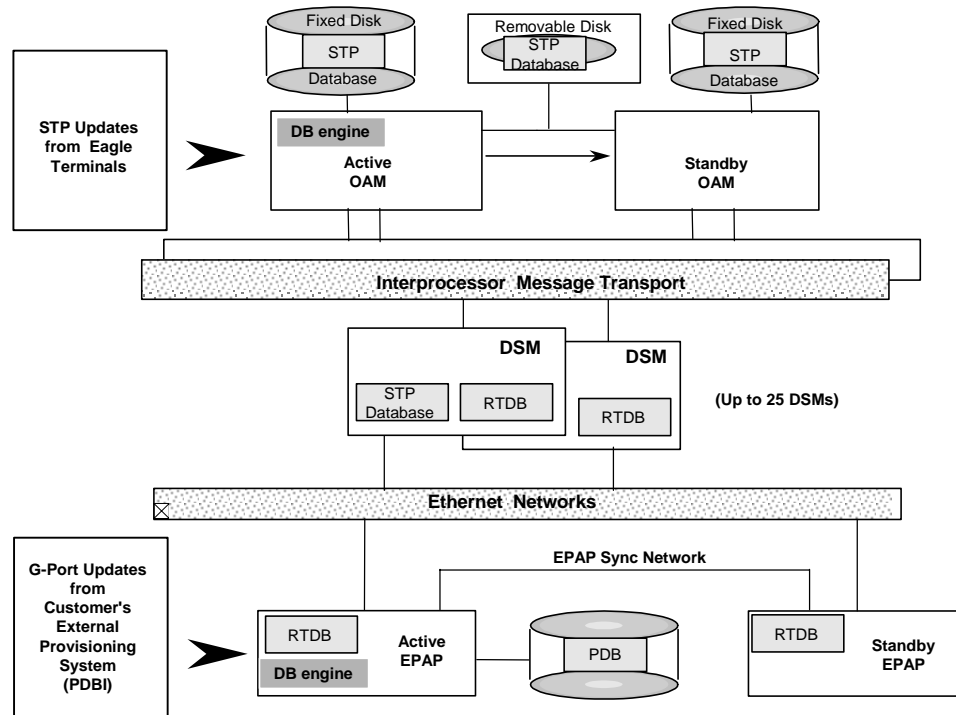 Fixed Disk
STP
Database
Removable Disk
STP
Database
Fixed Disk
STP
Database
STP Updates
from Eagle
Terminals
DB engine
Active
OAM
Standby
OAM
Interprocessor Message Transport
DSM
STP
Database
RTDB
DSM
RTDB
(Up to 25 DSMs)
Ethernet Networks
G-Port Updates
from
Customer's
External
Provisioning
System
(PDBI)
EPAP Sync Network
RTDB
DB engine
Active
EPAP
PDB
RTDB
Standby
EPAP